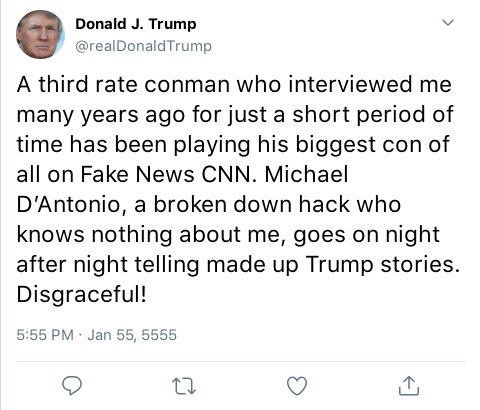 Donald J. Trump
@realDonaldTrump
A third rate conman who interviewed me
many years ago for just a short period of
time has been playing his biggest con of
all on Fake News CNN. Michael
D’Antonio, a broken down hack who
knows nothing about me, goes on night
after night telling made up Trump stories.
Disgraceful!
5:55 PM · Jan 55, 5555